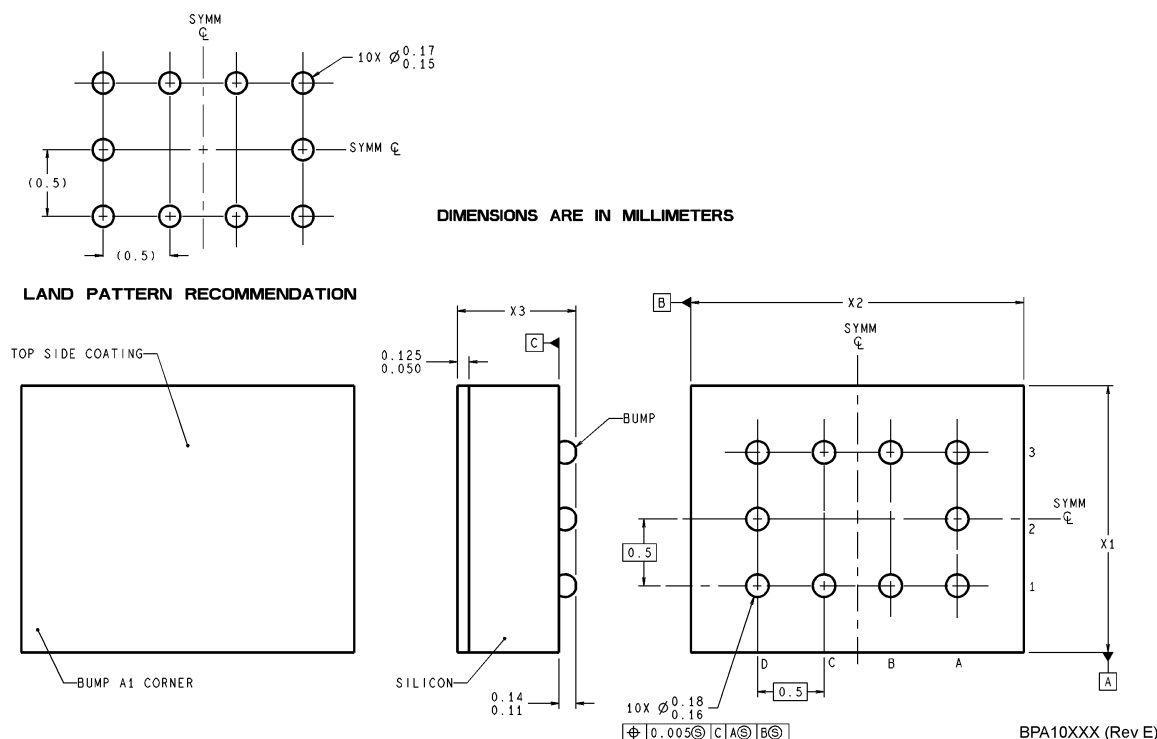 SYMM
℄
10X Ø 0.17
0.15
SYMM ℄
(0.5)
(0.5)
DIMENSIONS ARE IN MILLIMETERS
LAND PATTERN RECOMMENDATION
TOP SIDE COATING
BUMP A1 CORNER
X3
C
0.125
0.050
BUMP
SILICON
0.14
0.11
B
X2
SYMM
℄
3
SYMM
℄
2
X1
0.5
1
D C B A
0.5
A
10X Ø 0.18
0.16
⌖ 0.005Ⓢ C AⓈ BⓈ
BPA10XXX (Rev E)